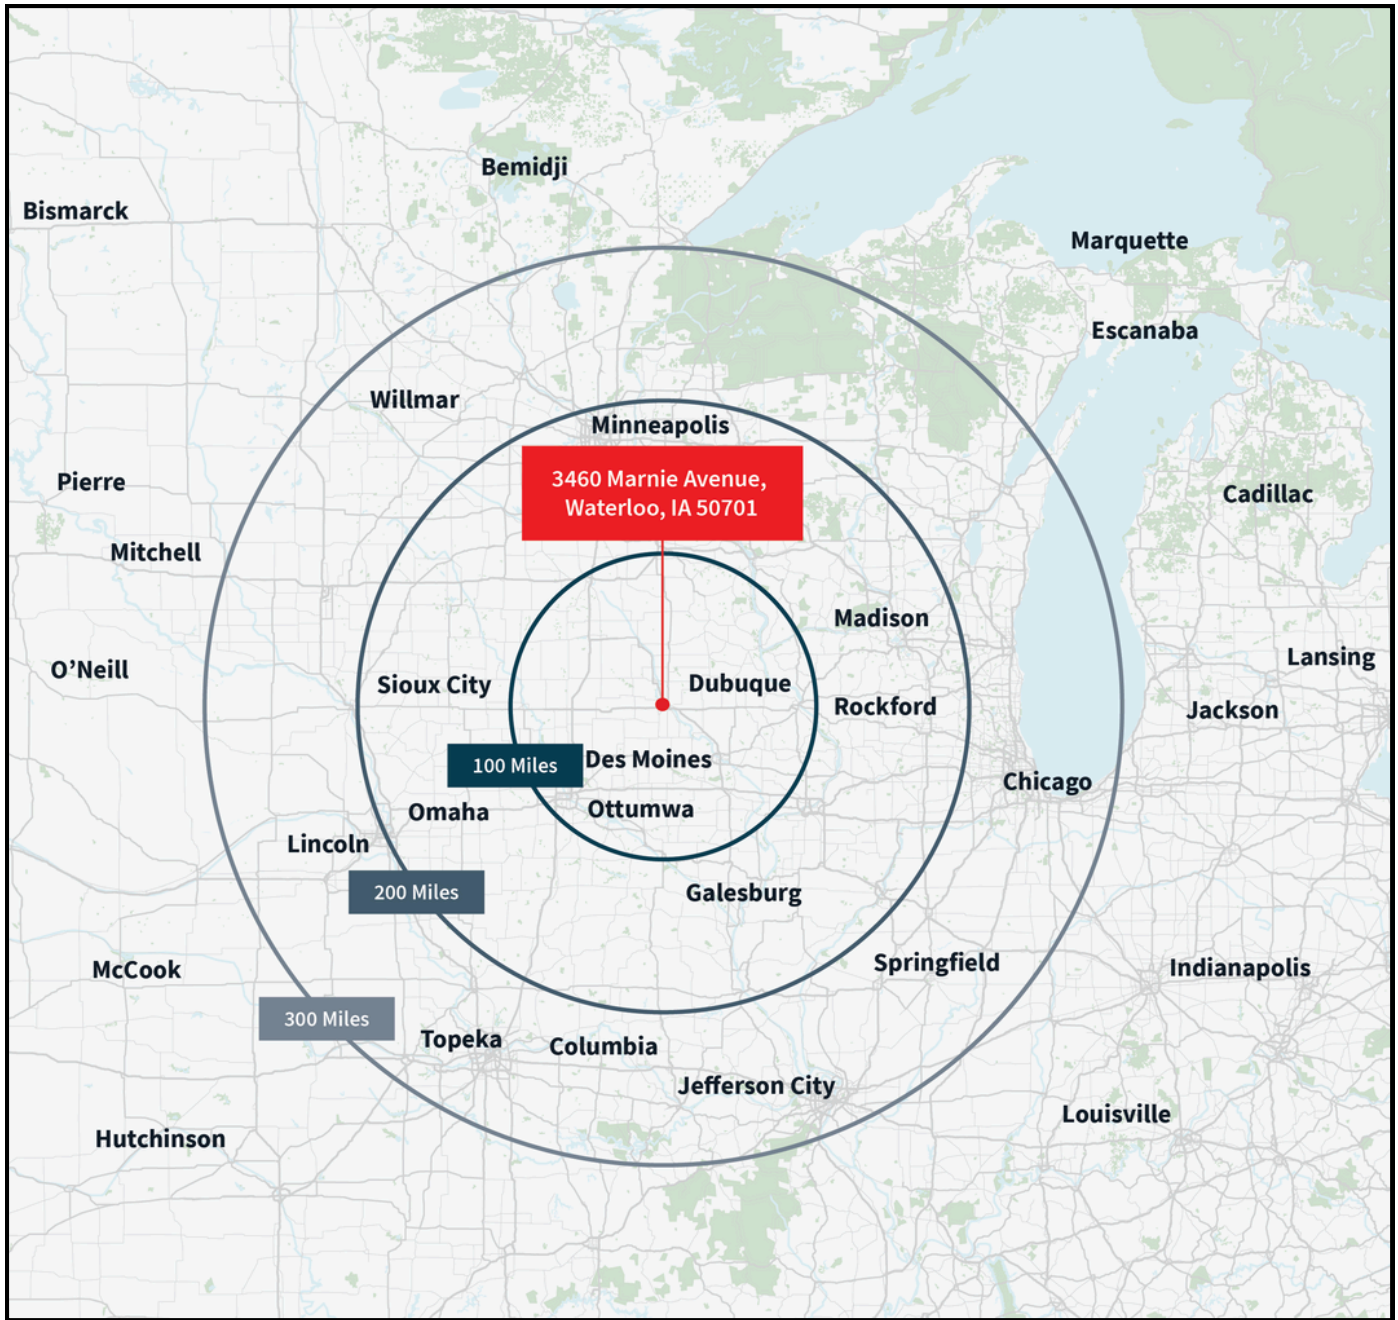 Bemidji
Bismarck
Marquette
Escanaba
Willmar
Minneapolis
3460 Marnie Avenue,
Waterloo, IA 50701
Pierre
Cadillac
Mitchell
Madison
Lansing
O’Neill
Sioux City
Dubuque
Rockford
Jackson
100 Miles
Des Moines
Chicago
Omaha
Ottumwa
Lincoln
200 Miles
Galesburg
Springfield
Indianapolis
McCook
300 Miles
Topeka
Columbia
Jefferson City
Louisville
Hutchinson